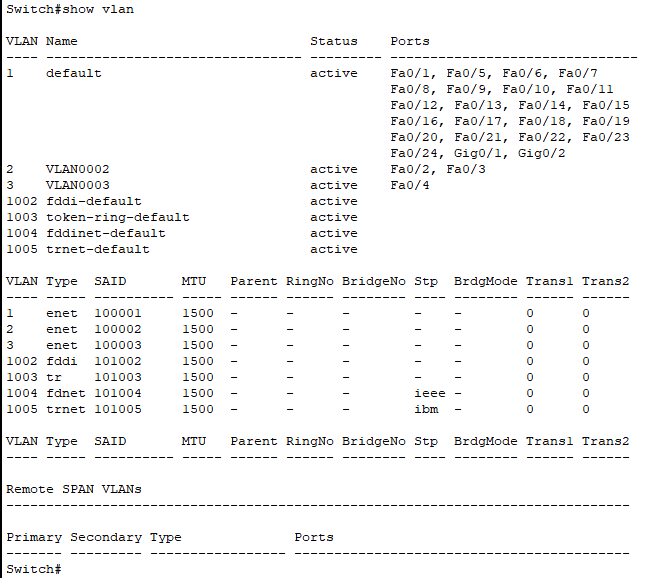 Switch#show vlan
VLAN Name                             Status    Ports
---- -------------------------------- --------- -------------------------------
1    default                          active    Fa0/1, Fa0/5, Fa0/6, Fa0/7
                                                Fa0/8, Fa0/9, Fa0/10, Fa0/11
                                                Fa0/12, Fa0/13, Fa0/14, Fa0/15
                                                Fa0/16, Fa0/17, Fa0/18, Fa0/19
                                                Fa0/20, Fa0/21, Fa0/22, Fa0/23
                                                Fa0/24, Gig0/1, Gig0/2
2    VLAN0002                         active    Fa0/2, Fa0/3
3    VLAN0003                         active    Fa0/4
1002 fddi-default                     active
1003 token-ring-default               active
1004 fddinet-default                  active
1005 trnet-default                    active
VLAN Type  SAID       MTU   Parent RingNo BridgeNo Stp  BrdgMode Trans1 Trans2
---- ----- ---------- ----- ------ ------ -------- ---- -------- ------ ------
1    enet  100001     1500  -      -      -        -    -        0      0
2    enet  100002     1500  -      -      -        -    -        0      0
3    enet  100003     1500  -      -      -        -    -        0      0
1002 fddi  101002     1500  -      -      -        -    -        0      0
1003 tr    101003     1500  -      -      -        -    -        0      0
1004 fdnet 101004     1500  -      -      -        ieee -        0      0
1005 trnet 101005     1500  -      -      -        ibm  -        0      0
VLAN Type  SAID       MTU   Parent RingNo BridgeNo Stp  BrdgMode Trans1 Trans2
---- ----- ---------- ----- ------ ------ -------- ---- -------- ------ ------
Remote SPAN VLANs
------------------------------------------------------------------------------
Primary Secondary Type              Ports
------- --------- ----------------- ------------------------------------------
Switch#